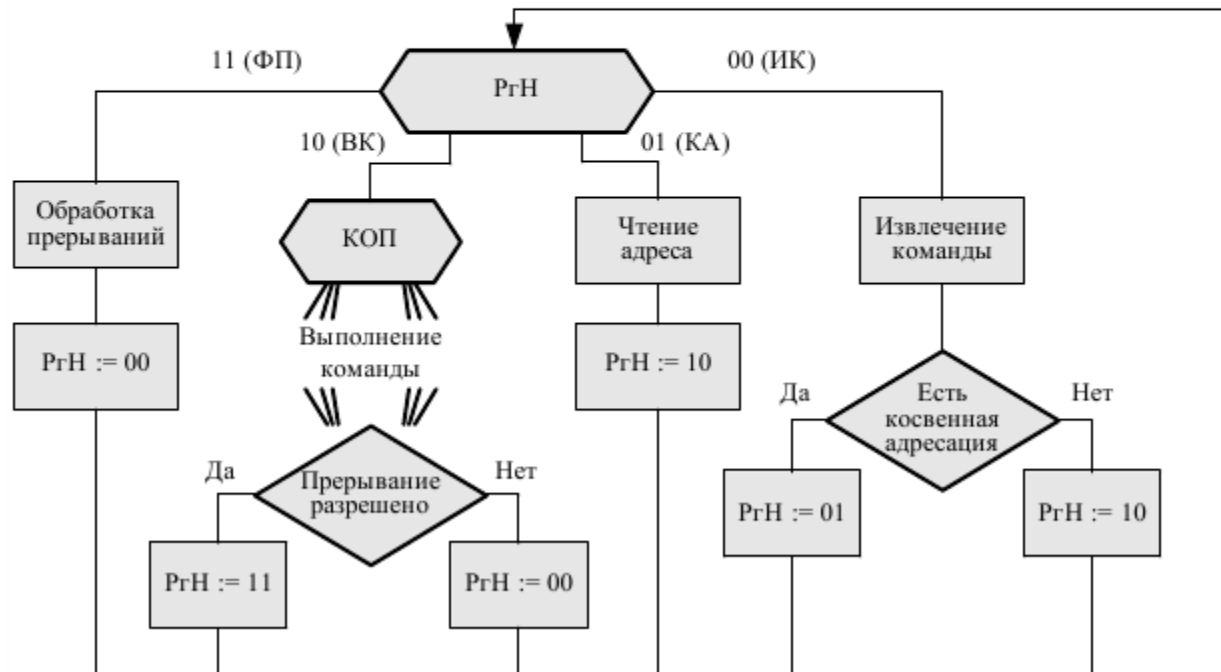 11 (ФП)
РгН
00 (ИК)
10 (ВК)
01 (КА)
Обработка
прерываний
КОП
Чтение
адреса
Извлечение
команды
РгН := 00
Выполнение
команды
РгН := 10
Да
Есть
косвенная
адресация
Нет
Да
Прерывание
разрешено
Нет
РгН := 01
РгН := 10
РгН := 11
РгН := 00